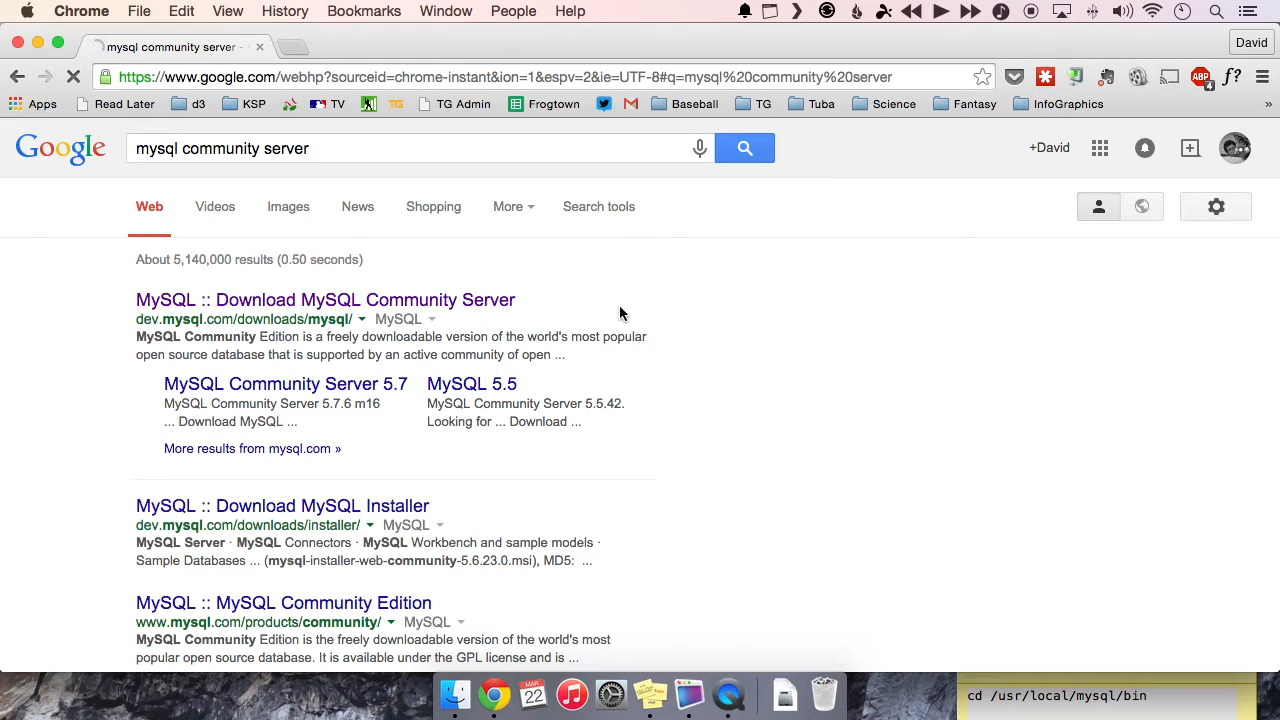 Chrome File Edit View History Bookmarks Window People Help
mysql community server -
David
https://www.google.com/webhp?sourceid=chrome-instant&ion=1&espv=2&ie=UTF-8#q=mysql%20community%20server
ABP 4 f?
Apps Read Later d3 KSP TV TG TG Admin Frogtown Baseball TG Tubs Science Fantasy InfoGraphics »
Google mysql community server +David
Web Videos Images News Shopping More Search tools
About 5,140,000 results (0.50 seconds)
MySQL :: Download MySQL Community Server
dev.mysql.com/downloads/mysql/ MySQL
MySQL Community Edition is a freely downloadable version of the world's most popular
open source database that is supported by an active community of open ...
MySQL Community Server 5.7
MySQL Community Server 5.7.6 m16
... Download MySQL ...
MySQL 5.5
MySQL Community Server 5.5.42.
Looking for ... Download ...
More results from mysql.com »
MySQL :: Download MySQL Installer
dev.mysql.com/downloads/installer/ MySQL
MySQL Server · MySQL Connectors · MySQL Workbench and sample models ·
Sample Databases ... (mysql-installer-web-community-5.6.23.0.msi), MD5: ...
MySQL :: MySQL Community Edition
www.mysql.com/products/community/ MySQL
MySQL Community Edition is the freely downloadable version of the world's most
popular open source database. It is available under the GPL license and is ...
MAR
22
cd /usr/local/mysql/bin